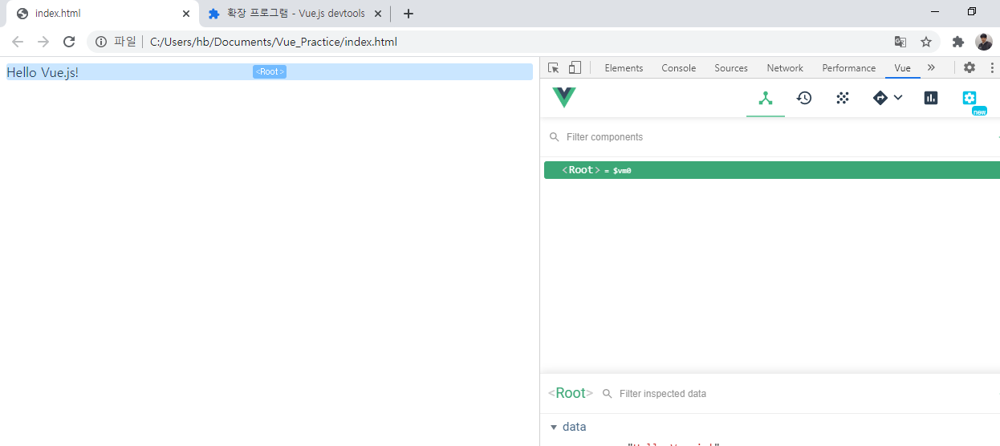 index.html
확장 프로그램 - Vue.js devtools
파일 C:/Users/hb/Documents/Vue_Practice/index.html
Hello Vue.js!
<Root>
Elements Console Sources Network Performance Vue
new
Filter components
<Root> = $vm0
<Root> Filter inspected data
data